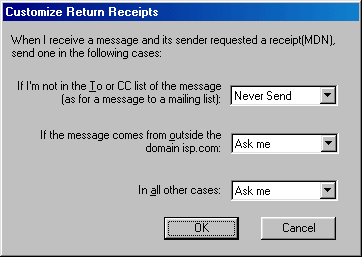 Customize Return Receipts
When I receive a message and its sender requested a receipt(MDN),
send one in the following cases:
If I'm not in the To or CC list of the message
(as for a message to a mailing list):
Never Send
If the message comes from outside the
domain isp.com:
Ask me
In all other cases:
Ask me
OK
Cancel